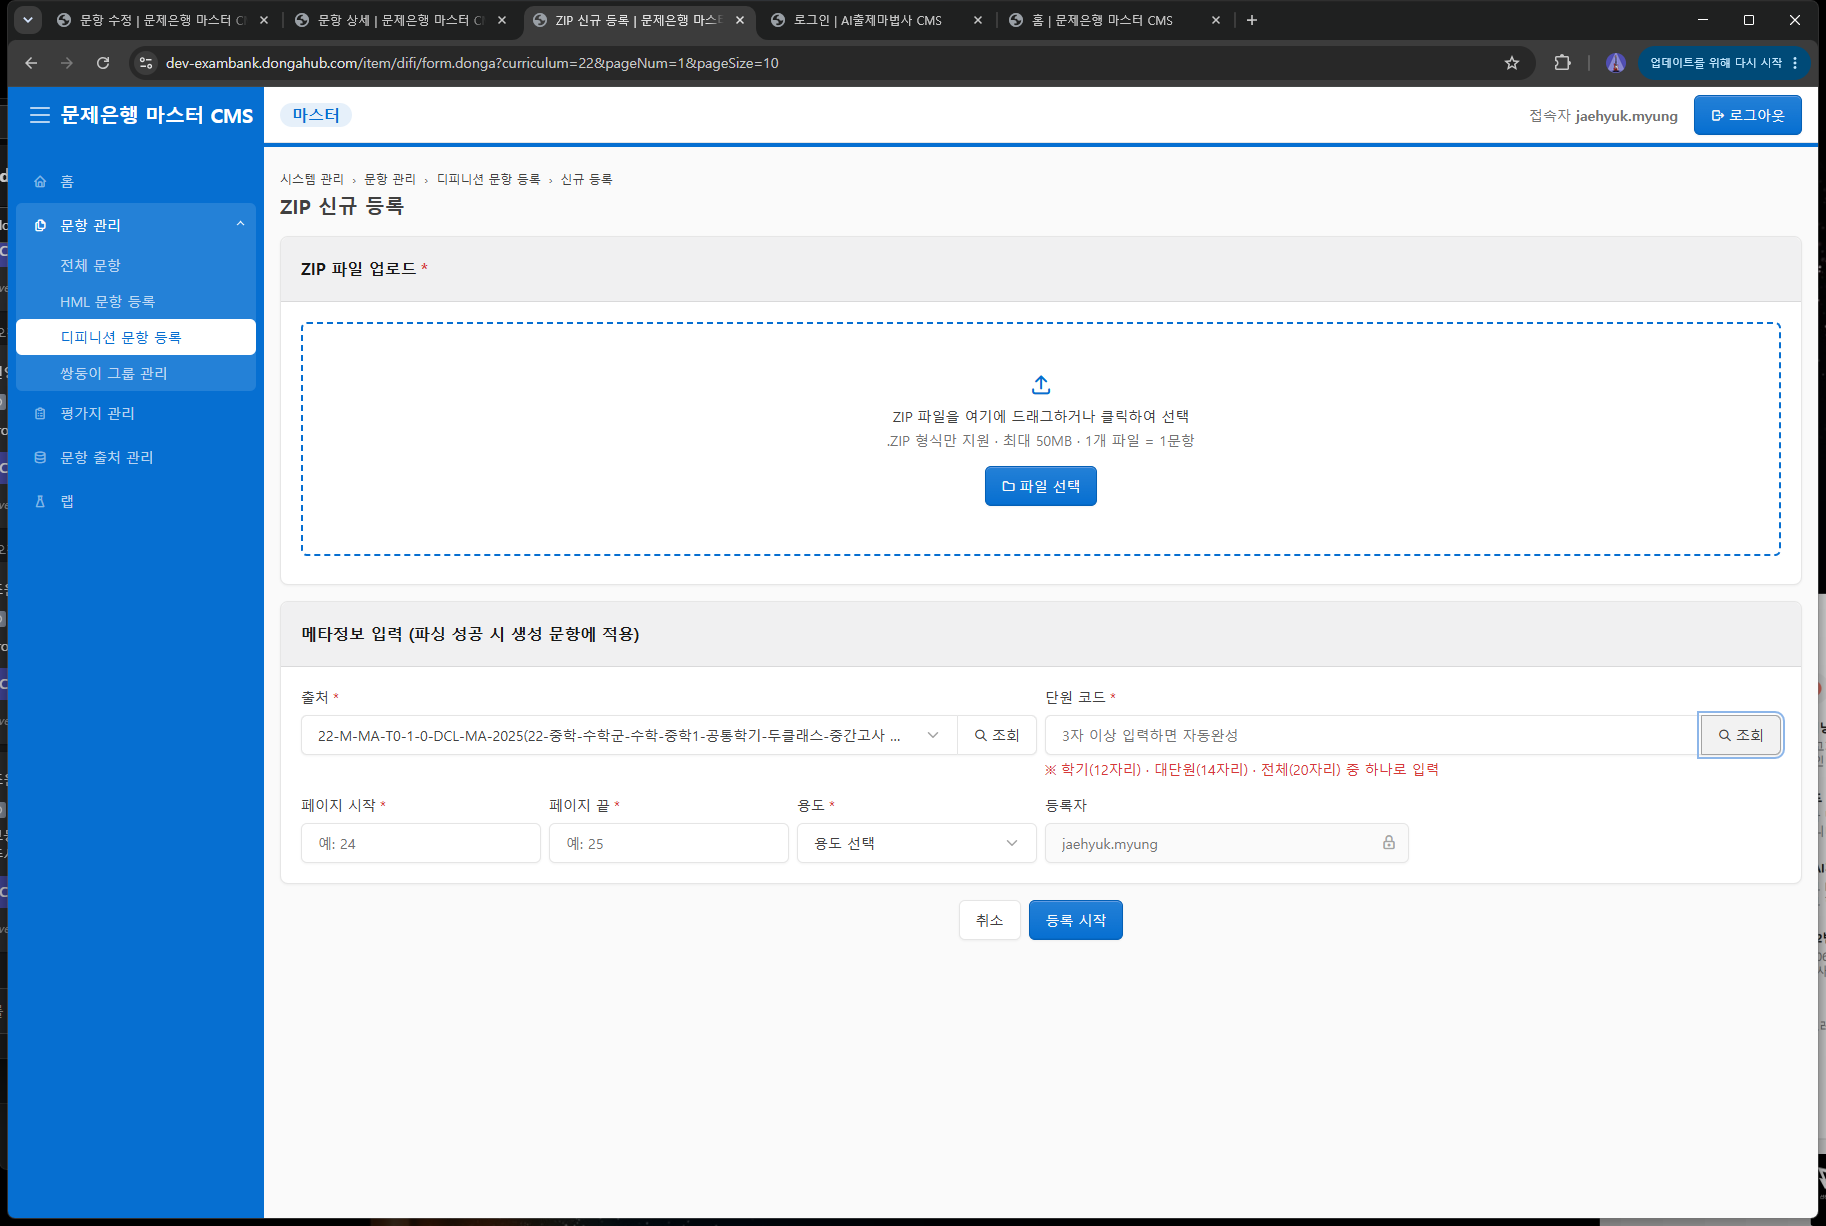 문항 수정 | 문제은행 마스터 C
문항 상세 | 문제은행 마스터 C
ZIP 신규 등록 | 문제은행 마스
로그인 | AI출제마법사 CMS
홈 | 문제은행 마스터 CMS
dev-exambank.dongahub.com/item/difi/form.donga?curriculum=22&pageNum=1&pageSize=10
업데이트를 위해 다시 시작
문제은행 마스터 CMS
마스터
접속자 jaehyuk.myung
로그아웃
홈
문항 관리
전체 문항
HML 문항 등록
디피니션 문항 등록
쌍둥이 그룹 관리
평가지 관리
문항 출처 관리
랩
시스템 관리 › 문항 관리 › 디피니션 문항 등록 › 신규 등록
ZIP 신규 등록
ZIP 파일 업로드 *
ZIP 파일을 여기에 드래그하거나 클릭하여 선택
.ZIP 형식만 지원 · 최대 50MB · 1개 파일 = 1문항
파일 선택
메타정보 입력 (파싱 성공 시 생성 문항에 적용)
출처 *
단원 코드 *
22-M-MA-T0-1-0-DCL-MA-2025(22-중학-수학군-수학-중학1-공통학기-두클래스-중간고사 ...
조회
3자 이상 입력하면 자동완성
조회
※ 학기(12자리) · 대단원(14자리) · 전체(20자리) 중 하나로 입력
페이지 시작 *
페이지 끝 *
용도 *
등록자
예: 24
예: 25
용도 선택
jaehyuk.myung
취소
등록 시작